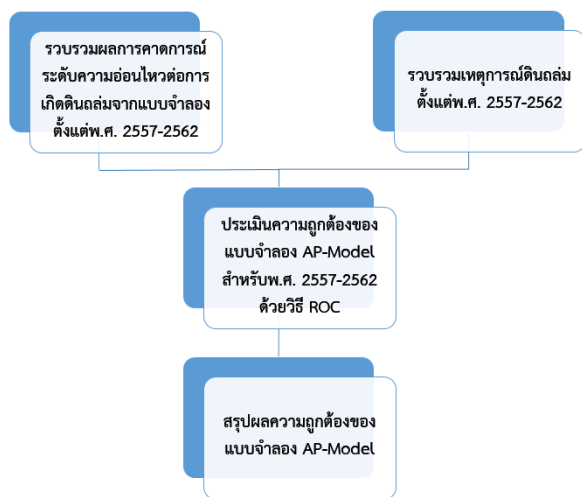 รวบรวมผลการคาดการณ์
ระดับความอ่อนไหวต่อการ
เกิดดินถล่มจากแบบจำลอง
ตั้งแต่พ.ศ. 2557-2562
รวบรวมเหตุการณ์ดินถล่ม
ตั้งแต่พ.ศ. 2557-2562
ประเมินความถูกต้องของ
แบบจำลอง AP-Model
สำหรับพ.ศ. 2557-2562
ด้วยวิธี ROC
สรุปผลความถูกต้องของ
แบบจำลอง AP-Model